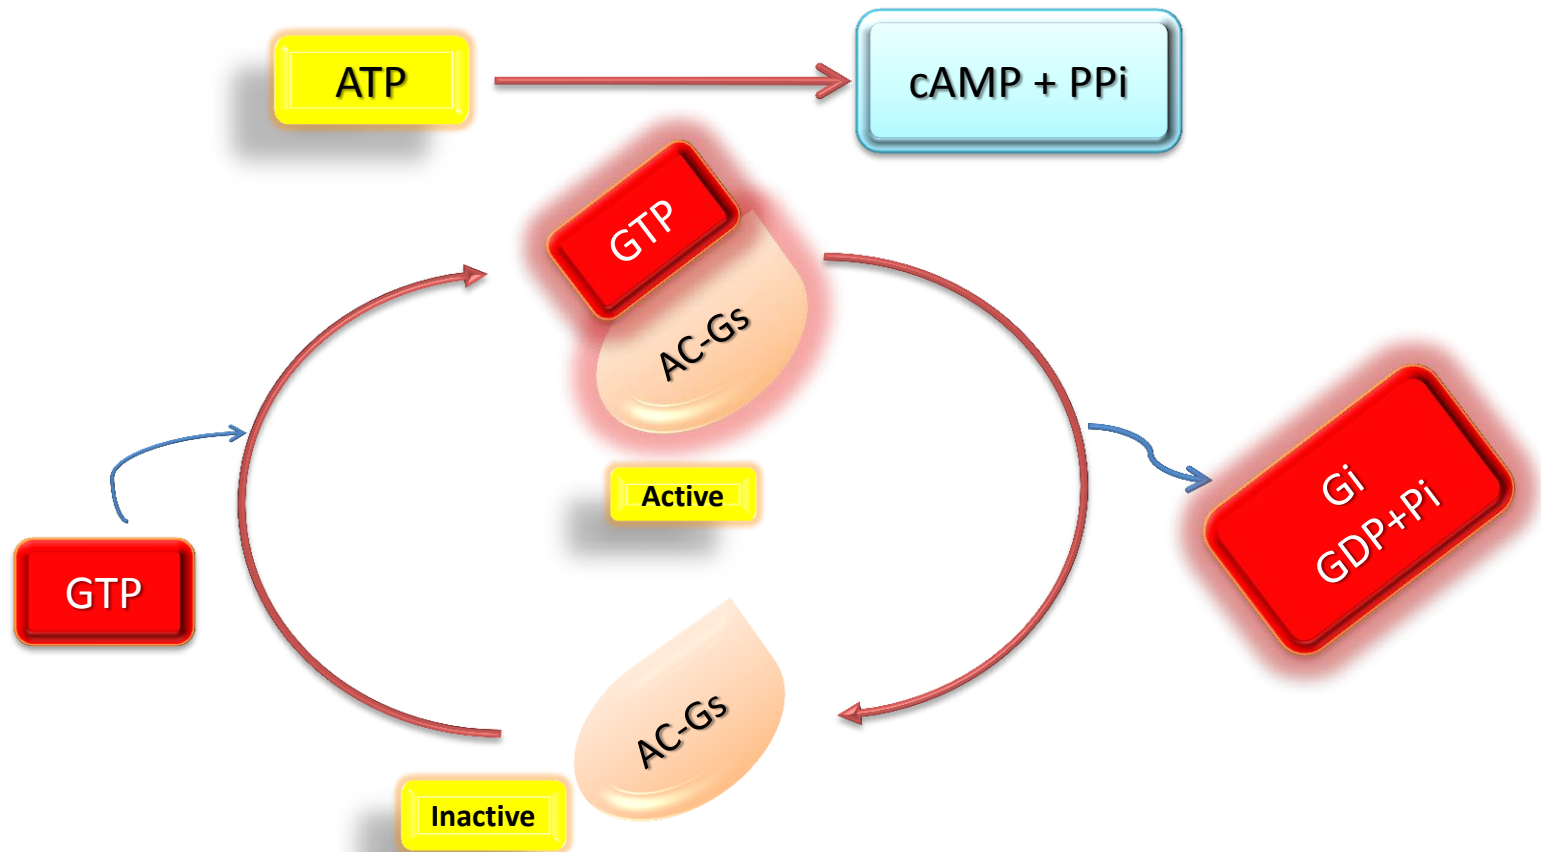 ATP
cAMP + PPi
GTP
AC-Gs
Active
GTP
Gi
GDP+Pi
AC-Gs
Inactive